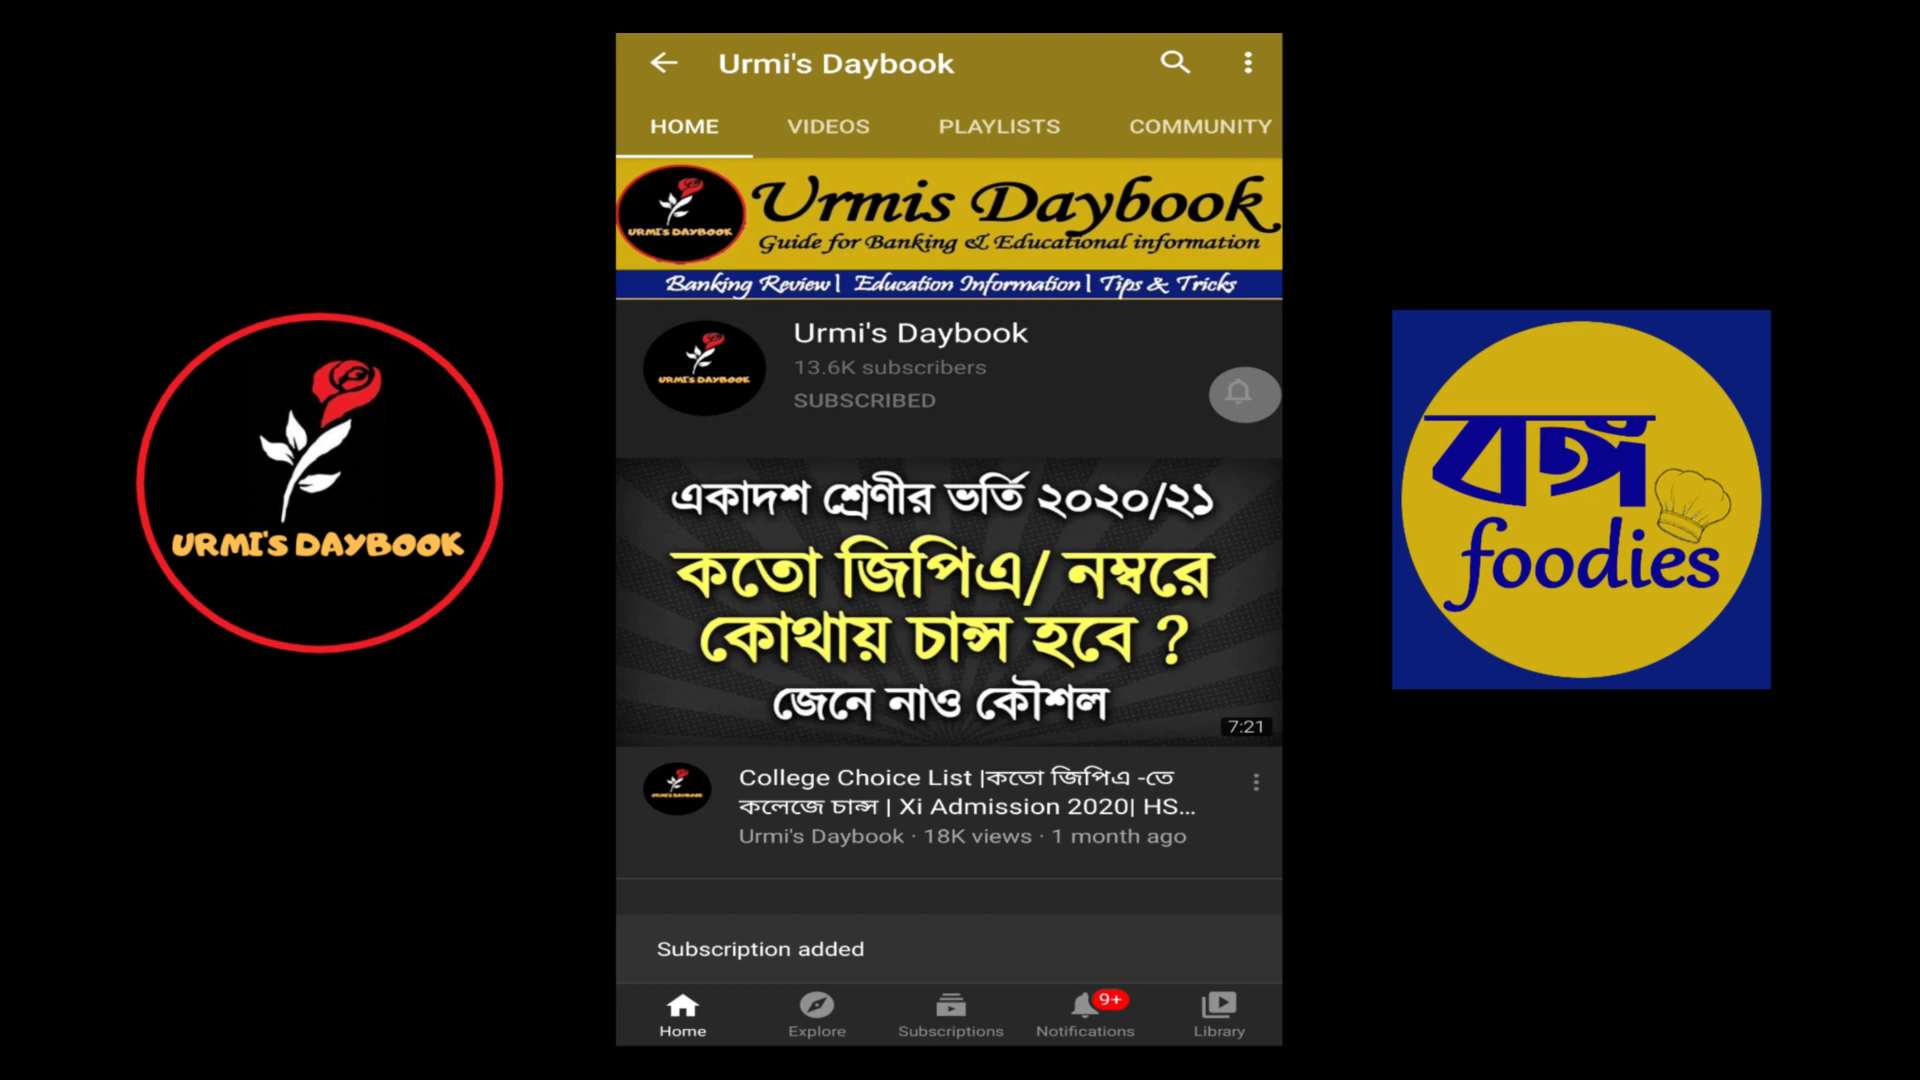 URMI'S DAYBOOK
Urmi's Daybook
HOME VIDEOS PLAYLISTS COMMUNITY
URMI'S DAYBOOK
Urmis Daybook
Guide for Banking & Educational information
Banking Review | Education Information | Tips & Tricks
URMI'S DAYBOOK
Urmi's Daybook
13.6K subscribers
SUBSCRIBED
একাদশ শ্রেণীর ভর্তি ২০২০/২১
কতো জিপিএ/ নম্বরে
কোথায় চান্স হবে ?
জেনে নাও কৌশল
7:21
College Choice List |কতো জিপিএ -তে
কলেজে চান্স | Xi Admission 2020| HS...
Urmi's Daybook · 18K views · 1 month ago
Subscription added
Home Explore Subscriptions Notifications 9+ Library
বঙ্গ
foodies